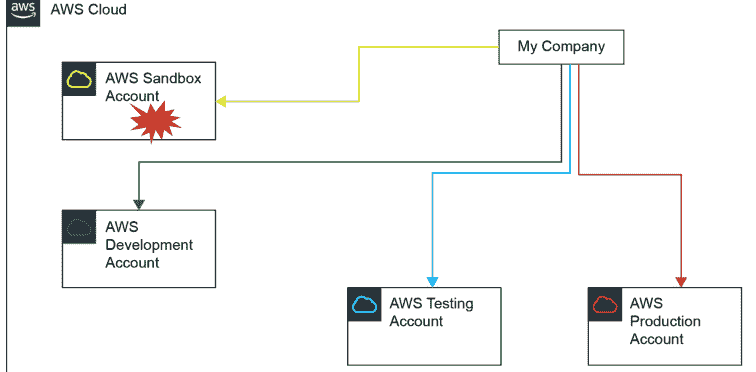 aws
AWS Cloud
My Company
AWS Sandbox
Account
AWS
Development
Account
AWS Testing
Account
AWS
Production
Account